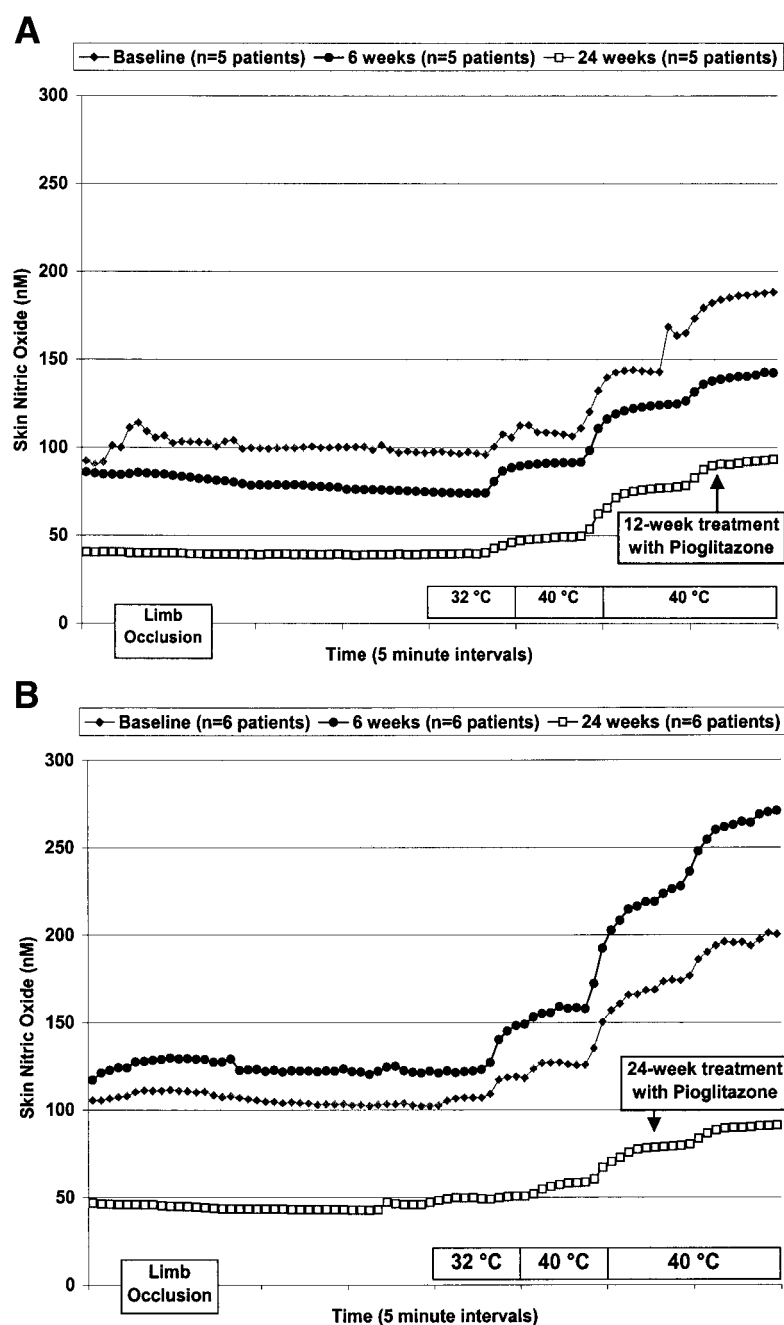 A
Baseline (n=5 patients) 6 weeks (n=5 patients) 24 weeks (n=5 patients)
300
250
200
150
100
50
0
Skin Nitric Oxide (nM)
12-week treatment
with Pioglitazone
32 °C 40 °C 40 °C
Limb
Occlusion
Time (5 minute intervals)
B
Baseline (n=6 patients) 6 weeks (n=6 patients) 24 weeks (n=6 patients)
300
250
200
150
100
50
0
Skin Nitric Oxide (nM)
24-week treatment
with Pioglitazone
32 °C 40 °C 40 °C
Limb
Occlusion
Time (5 minute intervals)